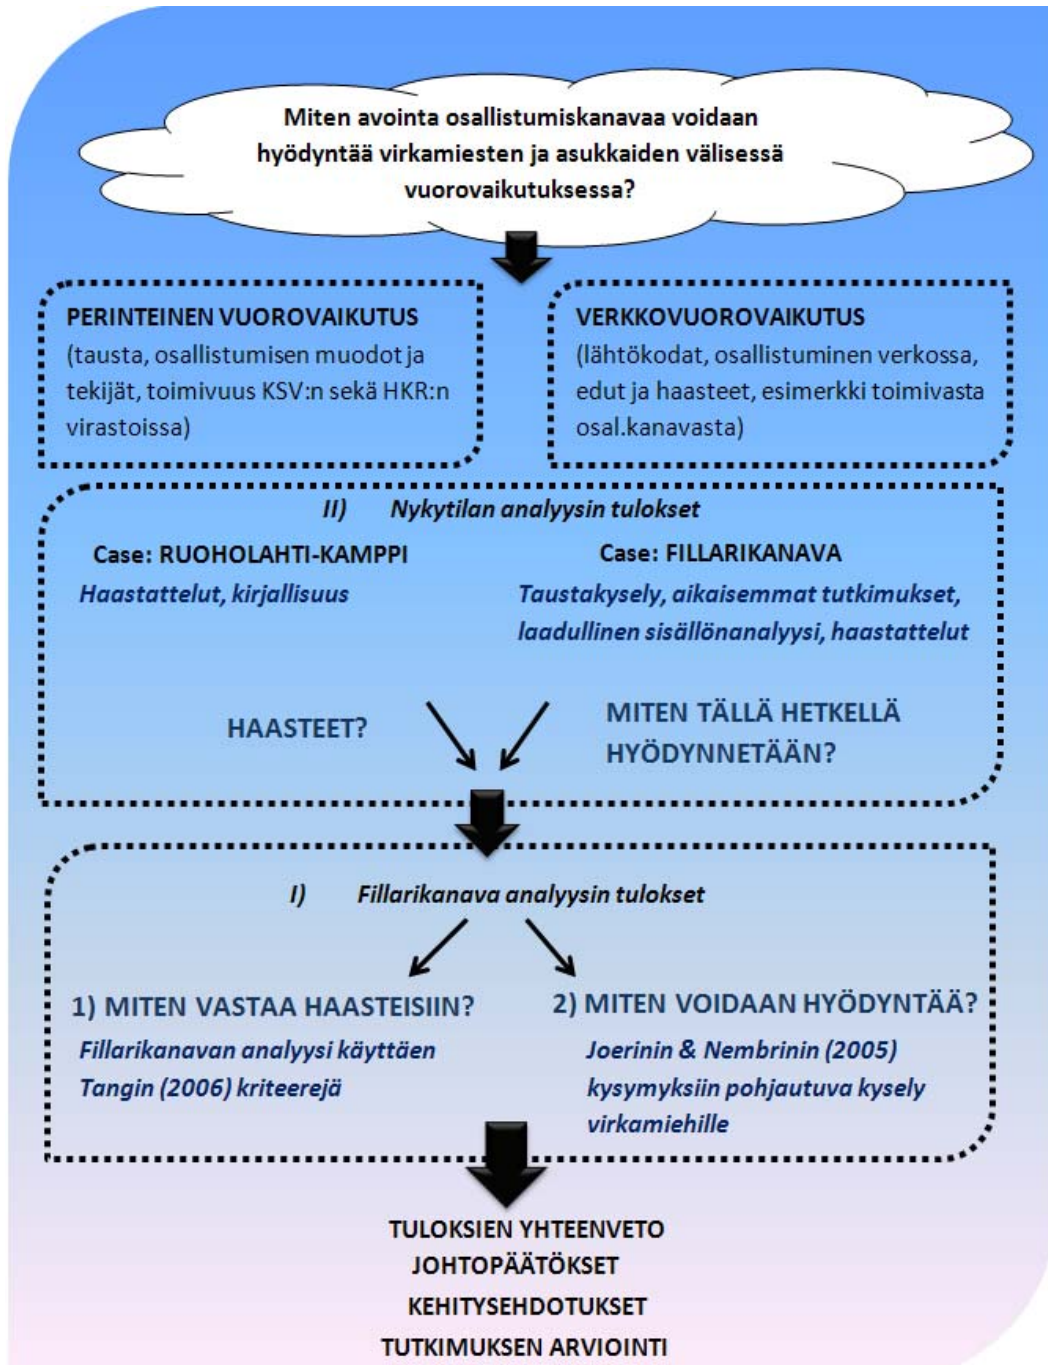 Miten avointa osallistumiskanavaa voidaan
hyödyntää virkamiesten ja asukkaiden välisessä
vuorovaikutuksessa?
PERINTEINEN VUOROVAIKUTUS
(tausta, osallistumisen muodot ja
tekijät, toimivuus KSV:n sekä HKR:n
virastoissa)
VERKKOVUOROVAIKUTUS
(lähtökodat, osallistuminen verkossa,
edut ja haasteet, esimerkki toimivasta
osal.kanavasta)
II) Nykytilan analyysin tulokset
Case: RUOHOLAHTI-KAMPPI
Haastattelut, kirjallisuus
Case: FILLARIKANAVA
Taustakysely, aikaisemmat tutkimukset,
laadullinen sisällönanalyysi, haastattelut
HAASTEET?
MITEN TÄLLÄ HETKELLÄ
HYÖDYNNETÄÄN?
I) Fillarikanava analyysin tulokset
1) MITEN VASTAA HAASTEISIIN?
Fillarikanavan analyysi käyttäen
Tangin (2006) kriteerejä
2) MITEN VOIDAAN HYÖDYNTÄÄ?
Joerinin & Nembrinin (2005)
kysymyksiin pohjautuva kysely
virkamiehille
TULOKSIEN YHTEENVETO
JOHTOPÄÄTÖKSET
KEHITYSEHDOTUKSET
TUTKIMUKSEN ARVIOINTI